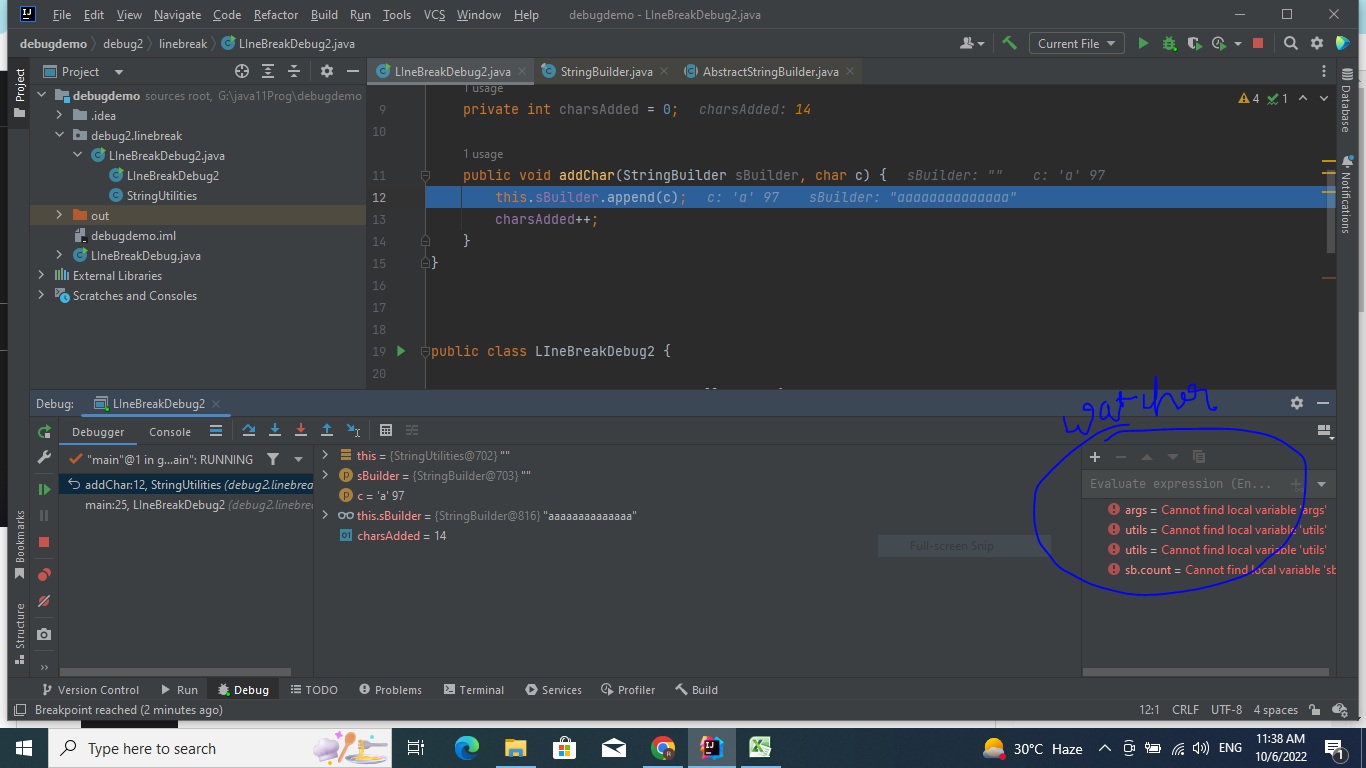 File Edit View Navigate Code Refactor Build Run Tools VCS Window Help debugdemo - LIneBreakDebug2.java
debugdemo debug2 linebreak LIneBreakDebug2.java Current File
Project
LIneBreakDebug2.java StringBuilder.java AbstractStringBuilder.java
Project
debugdemo sources root, G:\java11Prog\debugdemo
.idea
debug2.linebreak
LIneBreakDebug2.java
LIneBreakDebug2
StringUtilities
out
debugdemo.iml
LIneBreakDebug.java
External Libraries
Scratches and Consoles
1 usage
9 private int charsAdded = 0; charsAdded: 14
10
1 usage
11 public void addChar(StringBuilder sBuilder, char c) { sBuilder: "" c: 'a' 97
12 this.sBuilder.append(c); c: 'a' 97 sBuilder: "aaaaaaaaaaaaaa"
13 charsAdded++;
14 }
15 }
16
17
18
19 public class LIneBreakDebug2 {
20
4 1
Database
Notifications
Debug: LIneBreakDebug2
watcher
Debugger Console
"main"@1 in g...ain": RUNNING
addChar:12, StringUtilities (debug2.linebrea
main:25, LIneBreakDebug2 (debug2.linebrea
this = {StringUtilities@702} ""
sBuilder = {StringBuilder@703} ""
c = 'a' 97
this.sBuilder = {StringBuilder@816} "aaaaaaaaaaaaaa"
charsAdded = 14
Full-screen Snip
Evaluate expression (En...
args = Cannot find local variable 'args'
utils = Cannot find local variable 'utils'
utils = Cannot find local variable 'utils'
sb.count = Cannot find local variable 'sb
Bookmarks
Structure
Version Control Run Debug TODO Problems Terminal Services Profiler Build
Breakpoint reached (2 minutes ago) 12:1 CRLF UTF-8 4 spaces
Type here to search 30°C Haze ENG 11:38 AM
10/6/2022
1